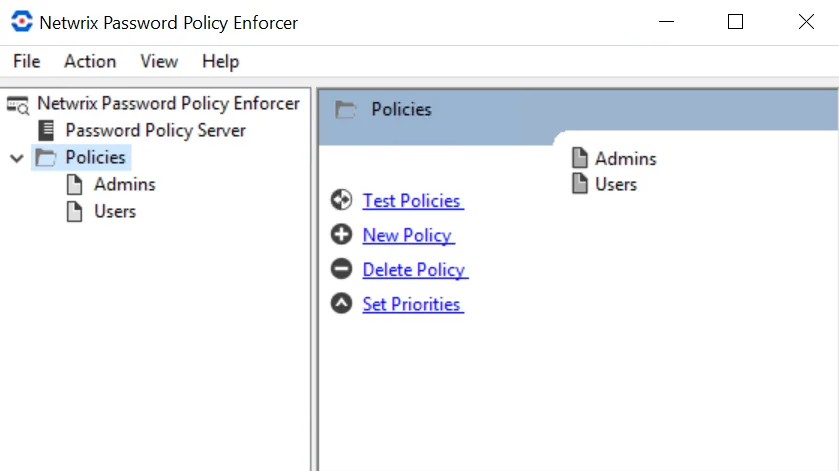 Netwrix Password Policy Enforcer
File Action View Help
Netwrix Password Policy Enforcer
Password Policy Server
Policies
Admins
Users
Policies
Test Policies
New Policy
Delete Policy
Set Priorities
Admins
Users